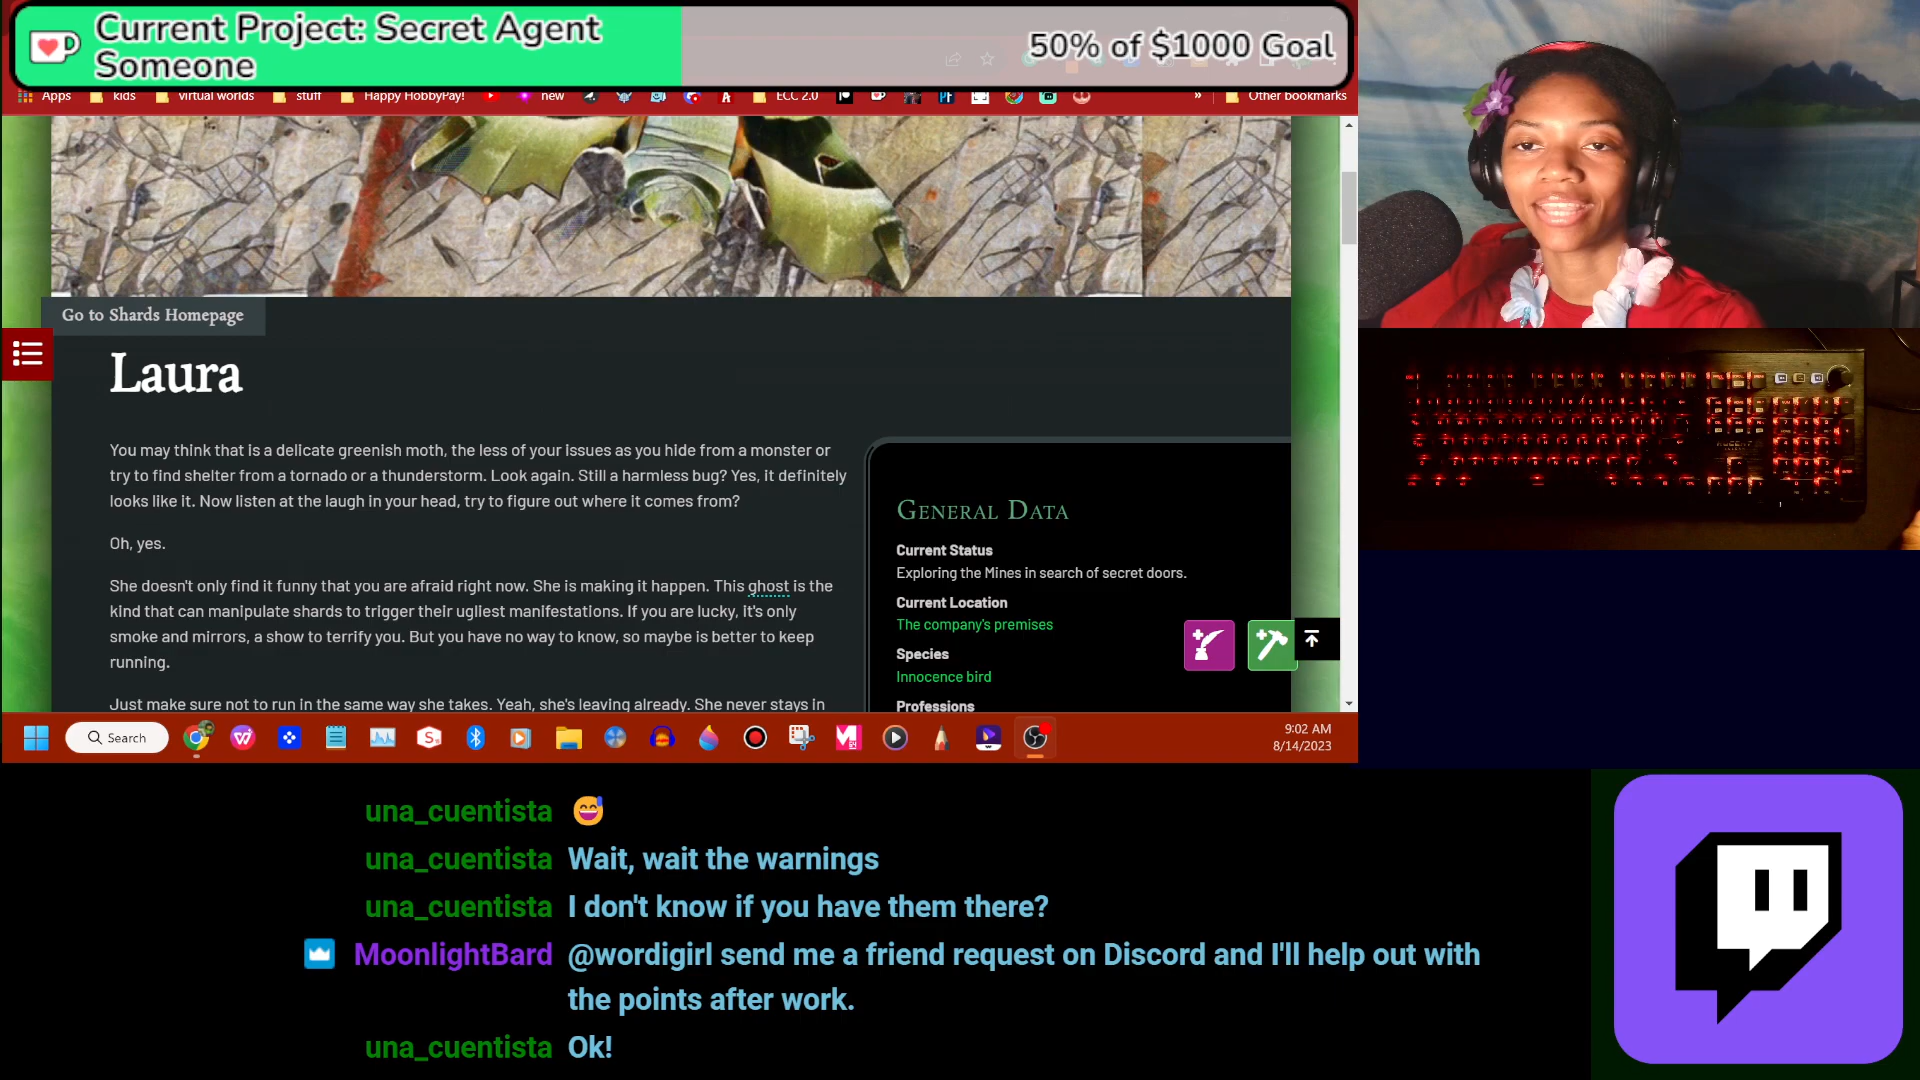 Current Project: Secret Agent
Someone
50% of $1000 Goal
Apps
kids
virtual worlds
stuff
Happy HobbyPay!
new
ECC 2.0
»
Other bookmarks
Go to Shards Homepage
Laura
You may think that is a delicate greenish moth, the less of your issues as you hide from a monster or
try to find shelter from a tornado or a thunderstorm. Look again. Still a harmless bug? Yes, it definitely
looks like it. Now listen at the laugh in your head, try to figure out where it comes from?
Oh, yes.
She doesn't only find it funny that you are afraid right now. She is making it happen. This ghost is the
kind that can manipulate shards to trigger their ugliest manifestations. If you are lucky, it's only
smoke and mirrors, a show to terrify you. But you have no way to know, so maybe is better to keep
running.
Just make sure not to run in the same way she takes. Yeah, she's leaving already. She never stays in
General Data
Current Status
Exploring the Mines in search of secret doors.
Current Location
The company's premises
Species
Innocence bird
Professions
Search
9:02 AM
8/14/2023
una_cuentista 😅
una_cuentista Wait, wait the warnings
una_cuentista I don't know if you have them there?
MoonlightBard @wordigirl send me a friend request on Discord and I'll help out with
the points after work.
una_cuentista Ok!